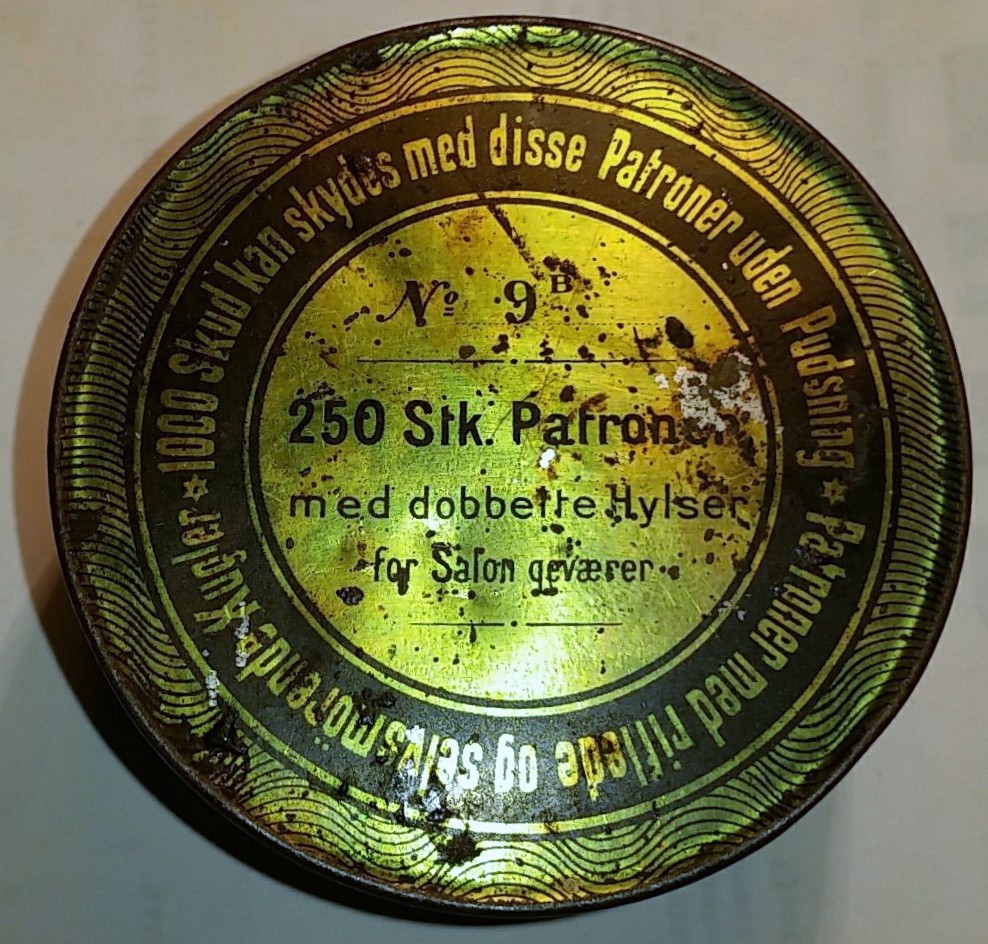 1000 Skud kan skydes med disse Patroner uden Pudsning
Patroner med riflede og selvsmörende Kugler
Nº 9ᴮ
250 Stk. Patroner
med dobbelte Hylser
for Salon geværer